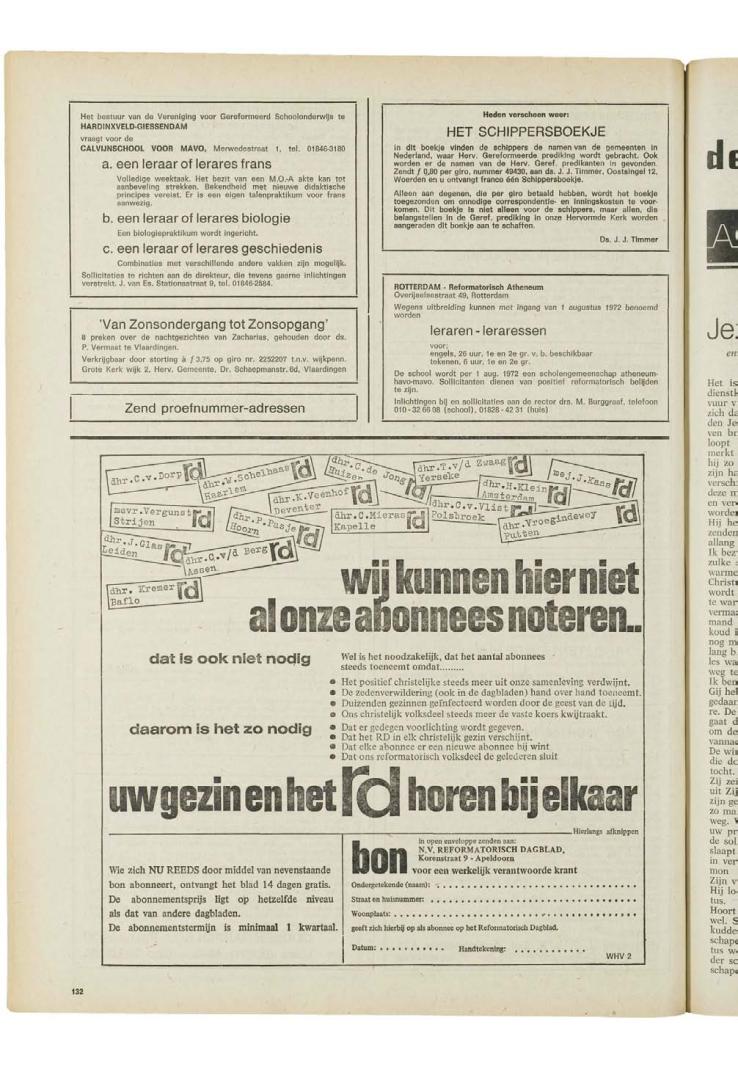 Het bestuur van de Vereniging voor Gereformeerd Schoolonderwijs te
HARDINXVELD-GIESSENDAM
vraagt voor de
CALVIJNSCHOOL VOOR MAVO, Merwedestraat 1, tel. 01846-3180
a. een leraar of lerares frans
Volledige weektaak. Het bezit van een M.O.-A akte kan tot
aanbeveling strekken. Bekendheid met nieuwe didaktische
principes vereist. Er is een eigen talenpraktikum voor frans
aanwezig.
b. een leraar of lerares biologie
Een biologiepraktikum wordt ingericht.
c. een leraar of lerares geschiedenis
Combinaties met verschillende andere vakken zijn mogelijk.
Sollicitaties te richten aan de direkteur, die tevens gaarne inlichtingen
verstrekt. J. van Es. Stationsstraat 9, tel. 01846-2584.
'Van Zonsondergang tot Zonsopgang'
8 preken over de nachtgezichten van Zacharias, gehouden door ds.
P. Vermaat te Vlaardingen.
Verkrijgbaar door storting à ƒ 3,75 op giro nr. 2252207 t.n.v. wijkpenn.
Grote Kerk wijk 2, Herv. Gemeente, Dr. Schaepmanstr. 6d, Vlaardingen
Zend proefnummer-adressen
Heden verscheen weer:
HET SCHIPPERSBOEKJE
in dit boekje vinden de schippers de namen van de gemeenten in
Nederland, waar Herv. Gereformeerde prediking wordt gebracht. Ook
worden er de namen van de Herv. Geref. predikanten in gevonden.
Zendt ƒ 0,80 per giro, nummer 49430, aan ds. J. J. Timmer, Oostsingel 12,
Woerden en u ontvangt franco één Schippersboekje.
Alleen aan degenen, die per giro betaald hebben, wordt het boekje
toegezonden om onnodige correspondentie- en inningskosten te voor-
komen. Dit boekje is niet alleen voor de schippers, maar allen, die
belangstellen in de Geref. prediking in onze Hervormde Kerk worden
aangeraden dit boekje aan te schaffen.
Ds. J. J. Timmer
ROTTERDAM - Reformatorisch Atheneum
Overijselsestraat 49, Rotterdam
Wegens uitbreiding kunnen met ingang van 1 augustus 1972 benoemd
worden
leraren - leraressen
voor:
engels, 26 uur, 1e en 2e gr. v. b. beschikbaar
tekenen, 6 uur, 1e en 2e gr.
De school wordt per 1 aug. 1972 een scholengemeenschap atheneum-
havo-mavo. Sollicitanten dienen van positief reformatorisch belijden
te zijn.
Inlichtingen bij en sollicitaties aan de rector drs. M. Burggraaf, telefoon
010 - 32 66 08 (school), 01828 - 42 31 (huis)
dhr.C.v.Dorp rd
dhr.W.Schelhaas rd
Haarlem
dhr.C.de Jong rd
Huizen
dhr.T.v/d Zwaag rd
Yerseke
mej.J.Kans rd
dhr.K.Veenhof rd
Deventer
dhr.H.Klein rd
Amsterdam
mevr.Vergunst rd
Strijen
dhr.P.Pasje rd
Hoorn
dhr.C.Mieras rd
Kapelle
dhr.C.v.Vlist rd
Polsbroek
dhr.Vroegindewey rd
Putten
dhr.J.Glas rd
Leiden
dhr.G.v/d Berg rd
Assen
dhr. Kremer rd
Baflo
wij kunnen hier niet
al onze abonnees noteren..
dat is ook niet nodig
Wel is het noodzakelijk, dat het aantal abonnees
steeds toeneemt omdat.........
● Het positief christelijke steeds meer uit onze samenleving verdwijnt.
● De zedenverwildering (ook in de dagbladen) hand over hand toeneemt.
● Duizenden gezinnen geïnfecteerd worden door de geest van de tijd.
● Ons christelijk volksdeel steeds meer de vaste koers kwijtraakt.
daarom is het zo nodig
● Dat er gedegen voorlichting wordt gegeven.
● Dat het RD in elk christelijk gezin verschijnt.
● Dat elke abonnee er een nieuwe abonnee bij wint
● Dat ons reformatorisch volksdeel de gelederen sluit
uw gezin en het rd horen bij elkaar
Hierlangs afknippen
Wie zich NU REEDS door middel van nevenstaande
bon abonneert, ontvangt het blad 14 dagen gratis.
De abonnementsprijs ligt op hetzelfde niveau
als dat van andere dagbladen.
De abonnementstermijn is minimaal 1 kwartaal.
bon
in open enveloppe zenden aan:
N.V. REFORMATORISCH DAGBLAD,
Korenstraat 9 - Apeldoorn
voor een werkelijk verantwoorde krant
Ondergetekende (naam):
Straat en huisnummer:
Woonplaats:
geeft zich hierbij op als abonnee op het Reformatorisch Dagblad.
Datum: Handtekening:
WHV 2
132